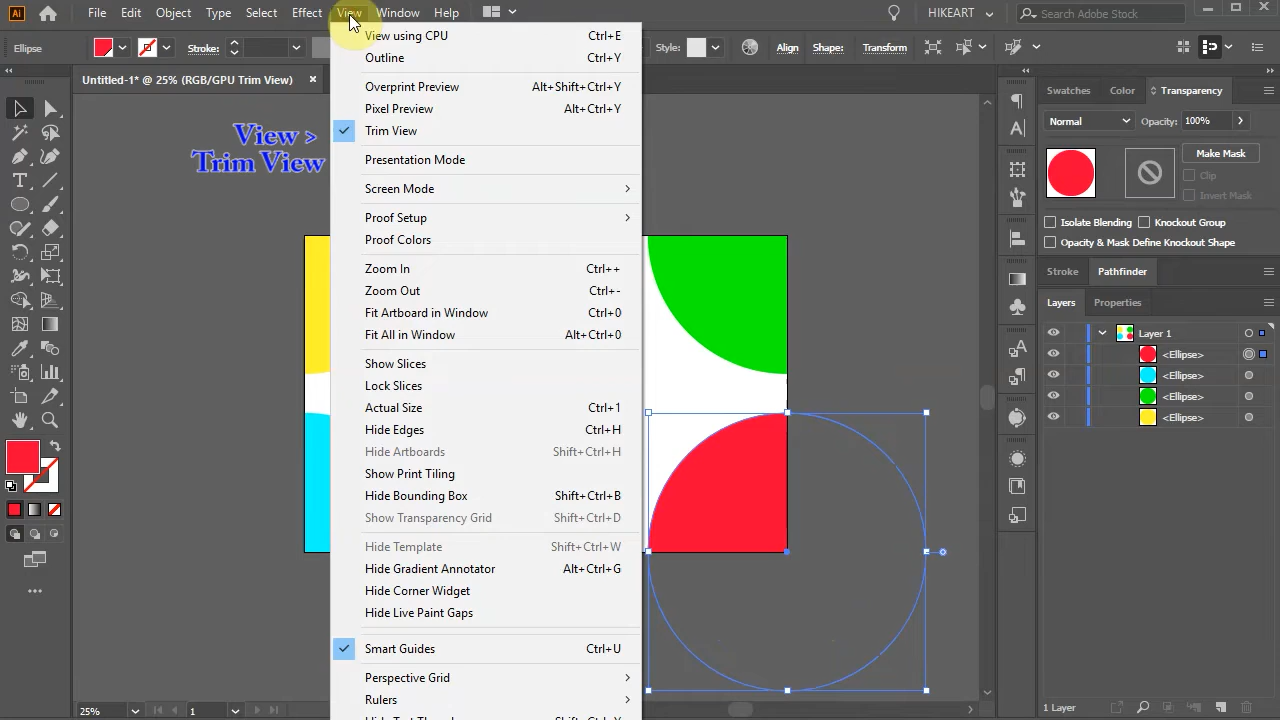 Ai File Edit Object Type Select Effect View Window Help HIKEART Search Adobe Stock
Ellipse Stroke: Style: Align Shape: Transform
Untitled-1* @ 25% (RGB/GPU Trim View)
View >
Trim View
View using CPU Ctrl+E
Outline Ctrl+Y
Overprint Preview Alt+Shift+Ctrl+Y
Pixel Preview Alt+Ctrl+Y
Trim View
Presentation Mode
Screen Mode
Proof Setup
Proof Colors
Zoom In Ctrl++
Zoom Out Ctrl+-
Fit Artboard in Window Ctrl+0
Fit All in Window Alt+Ctrl+0
Show Slices
Lock Slices
Actual Size Ctrl+1
Hide Edges Ctrl+H
Hide Artboards Shift+Ctrl+H
Show Print Tiling
Hide Bounding Box Shift+Ctrl+B
Show Transparency Grid Shift+Ctrl+D
Hide Template Shift+Ctrl+W
Hide Gradient Annotator Alt+Ctrl+G
Hide Corner Widget
Hide Live Paint Gaps
Smart Guides Ctrl+U
Perspective Grid
Rulers
Swatches Color Transparency
Normal Opacity: 100%
Make Mask
Clip
Invert Mask
Isolate Blending Knockout Group
Opacity & Mask Define Knockout Shape
Stroke Pathfinder
Layers Properties
Layer 1
<Ellipse>
<Ellipse>
<Ellipse>
<Ellipse>
25% 1
1 Layer